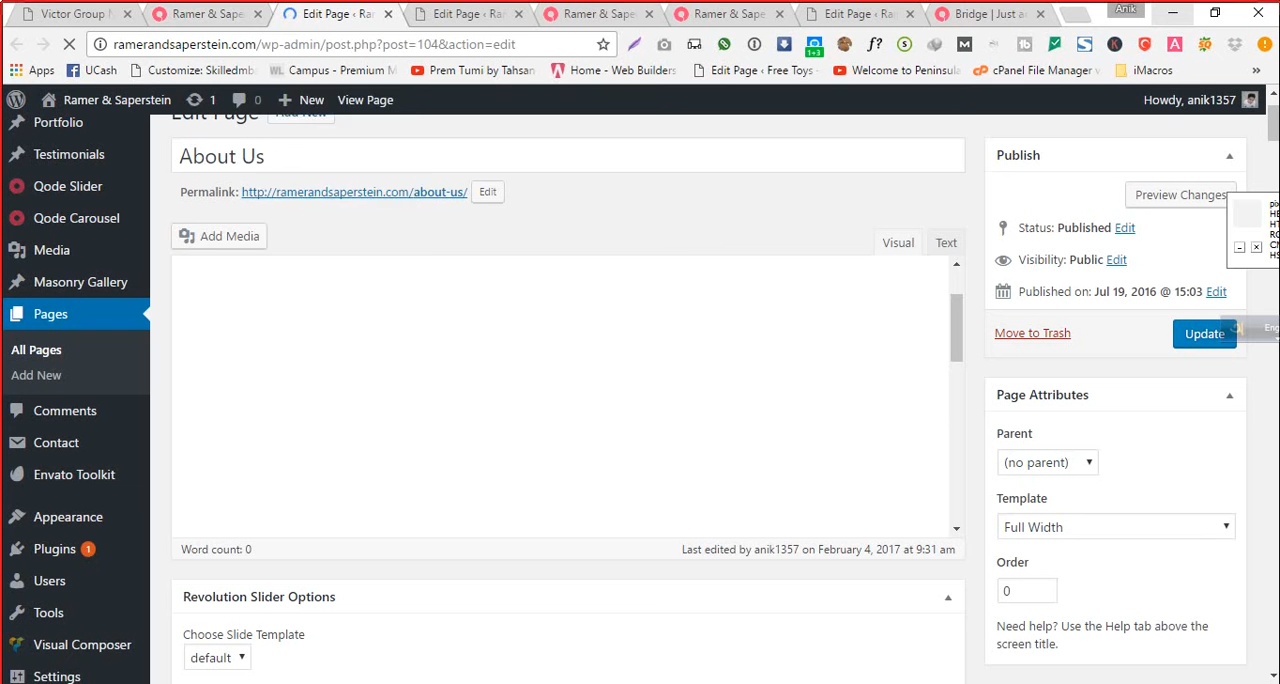 Victor Group
Ramer & Saperste
Edit Page ‹ Ra
Edit Page ‹ Ra
Ramer & Sape
Ramer & Sape
Edit Page ‹ Ra
Bridge | Just a
Anik
ramerandsaperstein.com/wp-admin/post.php?post=104&action=edit
1+3
Apps
UCash
Customize: Skilledmb
Campus - Premium M
Prem Tumi by Tahsan
Home - Web Builders
Edit Page ‹ Free Toys -
Welcome to Peninsula
cPanel File Manager v
iMacros
»
Ramer & Saperstein
1
0
New
View Page
Howdy, anik1357
Portfolio
Testimonials
Qode Slider
Qode Carousel
Media
Masonry Gallery
Pages
All Pages
Add New
Comments
Contact
Envato Toolkit
Appearance
Plugins 1
Users
Tools
Visual Composer
Settings
Edit Page
Add New
About Us
Permalink: http://ramerandsaperstein.com/about-us/ Edit
Add Media
Visual Text
Word count: 0
Last edited by anik1357 on February 4, 2017 at 9:31 am
Revolution Slider Options
Choose Slide Template
default
Publish
Preview Changes
Status: Published Edit
Visibility: Public Edit
Published on: Jul 19, 2016 @ 15:03 Edit
Move to Trash
Update
Page Attributes
Parent
(no parent)
Template
Full Width
Order
0
Need help? Use the Help tab above the
screen title.